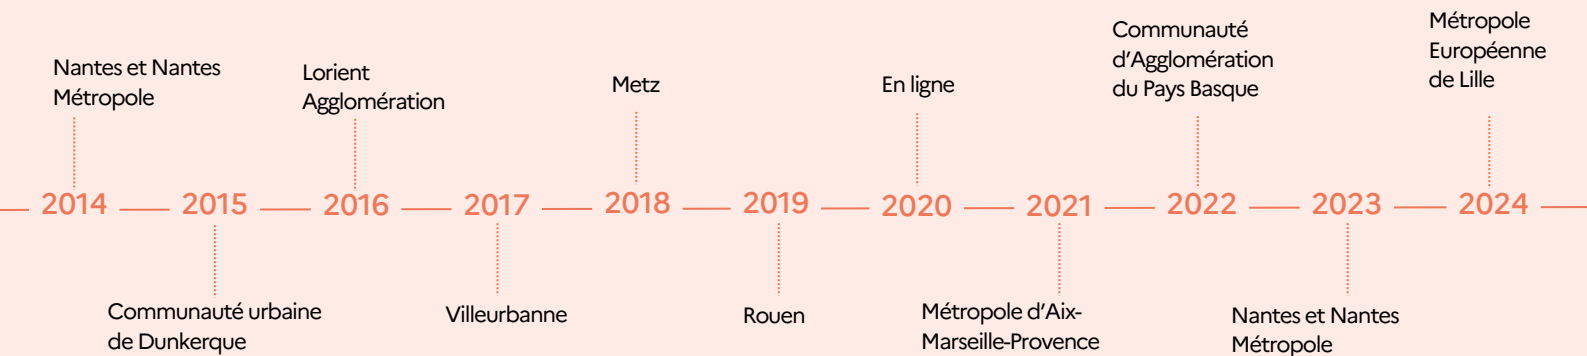 Nantes et Nantes
Métropole
Lorient
Agglomération
Metz
En ligne
Communauté
d'Agglomération
du Pays Basque
Métropole
Européenne
de Lille
2014
2015
2016
2017
2018
2019
2020
2021
2022
2023
2024
Communauté urbaine
de Dunkerque
Villeurbanne
Rouen
Métropole d'Aix-
Marseille-Provence
Nantes et Nantes
Métropole